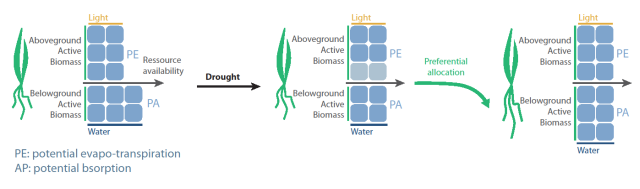 Light
Aboveground
Active
Biomass
PE
Ressource
availability
Belowground
Active
Biomass
PA
Water
Drought
Light
Aboveground
Active
Biomass
PE
Belowground
Active
Biomass
PA
Water
Preferential
allocation
Light
Aboveground
Active
Biomass
PE
Belowground
Active
Biomass
PA
Water
PE: potential evapo-transpiration
AP: potential bsorption